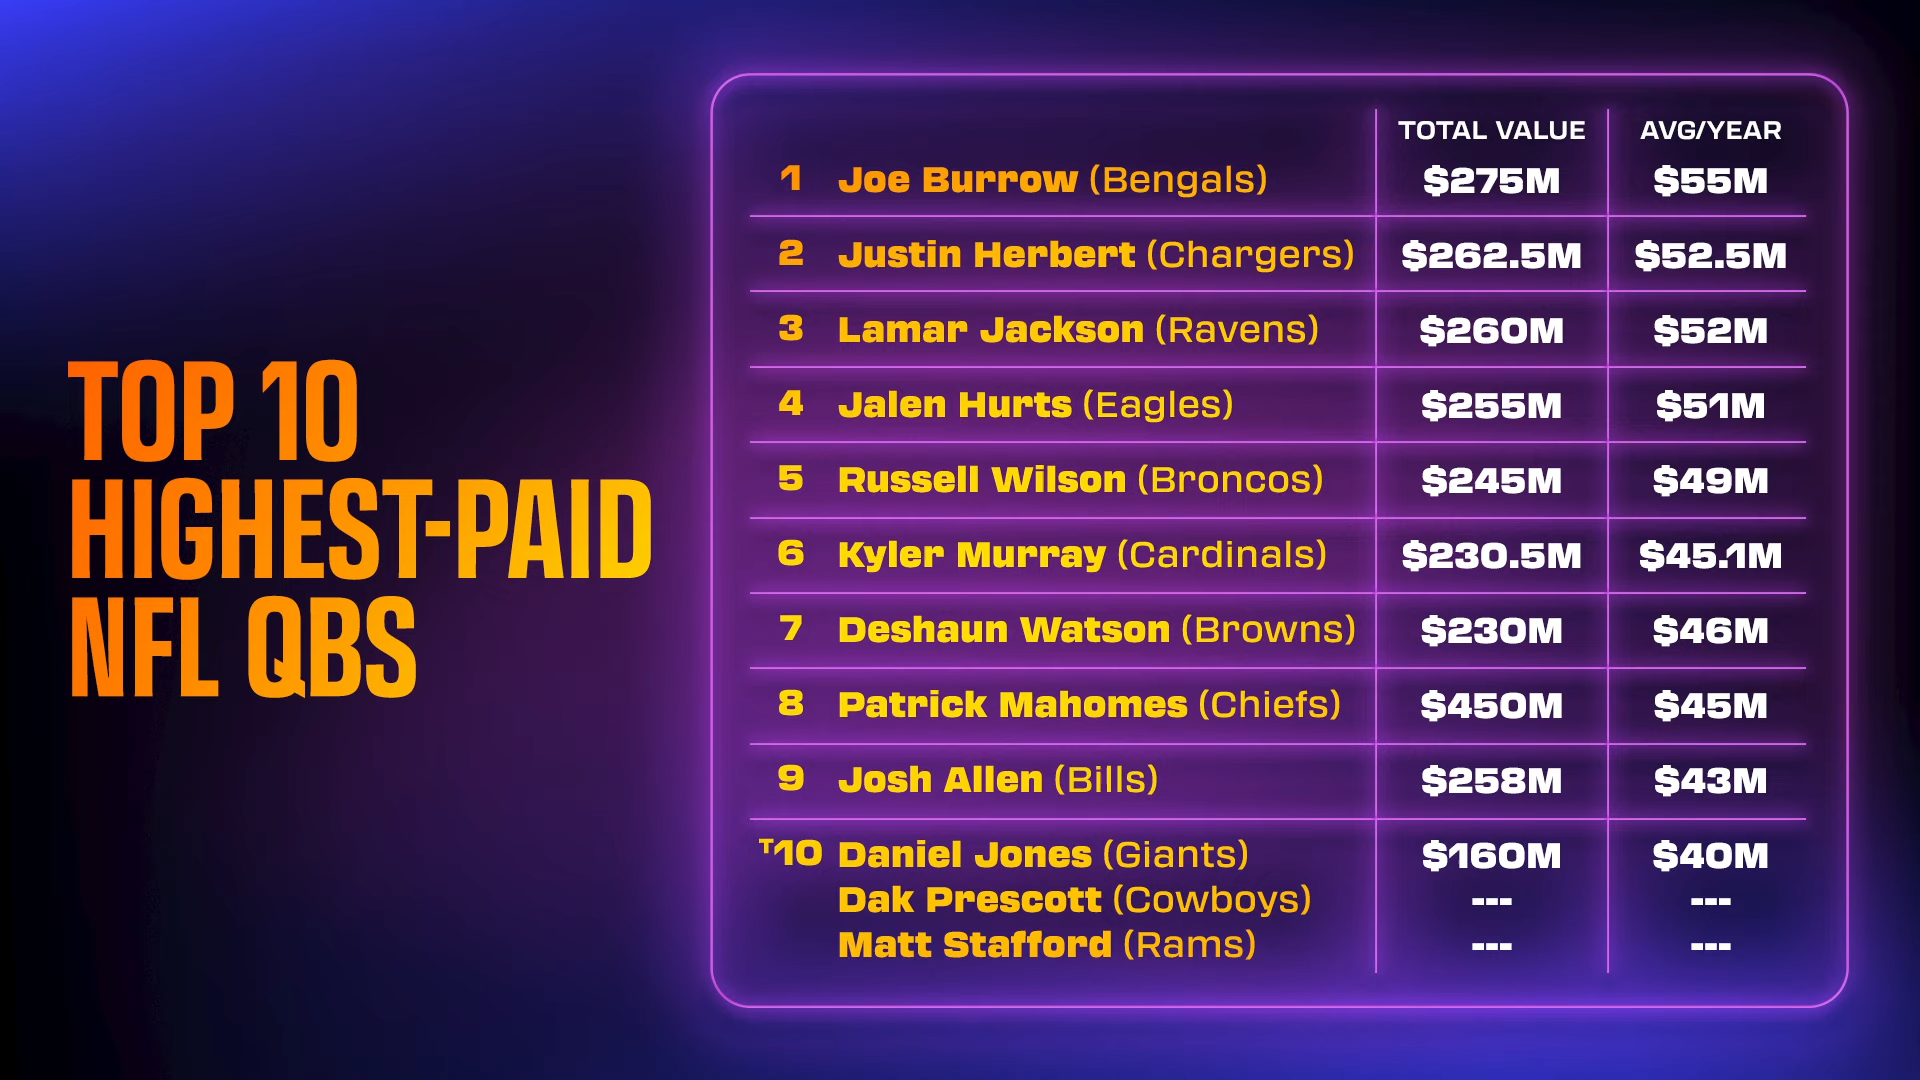 TOP 10
HIGHEST-PAID
NFL QBS
TOTAL VALUE AVG/YEAR
1 Joe Burrow (Bengals) $275M $55M
2 Justin Herbert (Chargers) $262.5M $52.5M
3 Lamar Jackson (Ravens) $260M $52M
4 Jalen Hurts (Eagles) $255M $51M
5 Russell Wilson (Broncos) $245M $49M
6 Kyler Murray (Cardinals) $230.5M $45.1M
7 Deshaun Watson (Browns) $230M $46M
8 Patrick Mahomes (Chiefs) $450M $45M
9 Josh Allen (Bills) $258M $43M
T10 Daniel Jones (Giants) $160M $40M
Dak Prescott (Cowboys) --- ---
Matt Stafford (Rams) --- ---